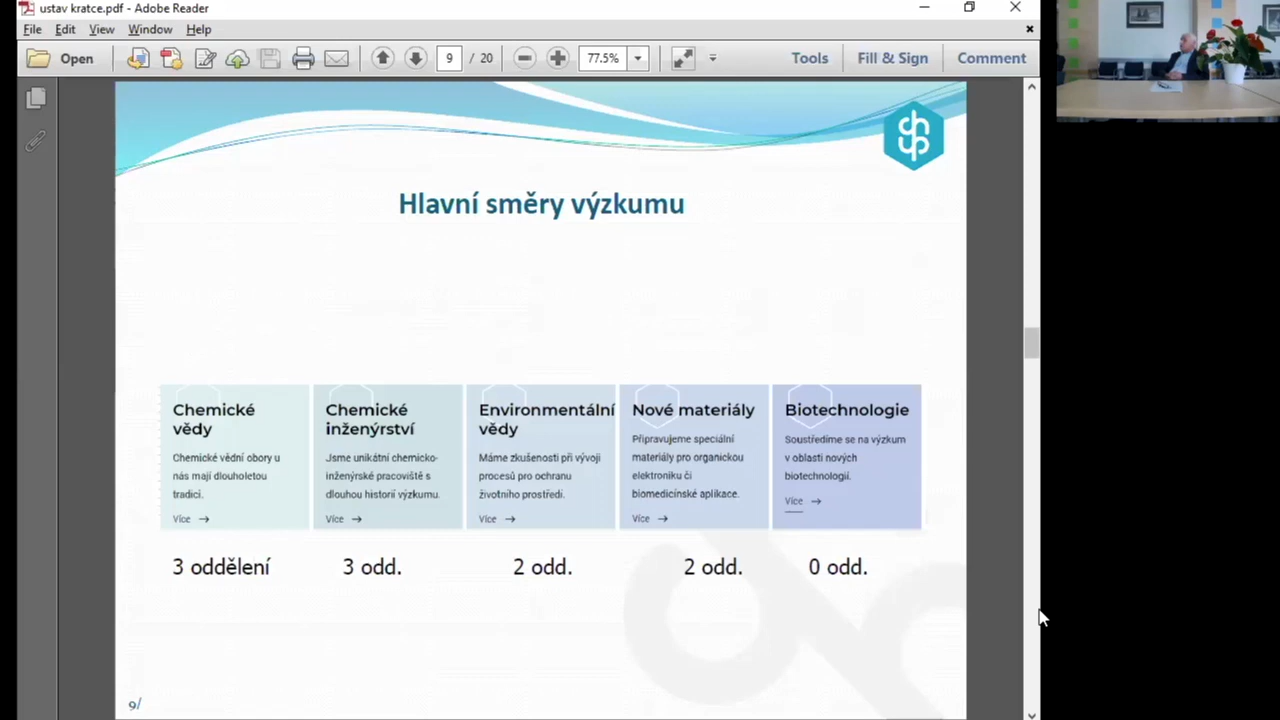 ustav kratce.pdf - Adobe Reader
File Edit View Window Help
Open 9 / 20 77.5% Tools Fill & Sign Comment
Hlavní směry výzkumu
Chemické
vědy
Chemické vědní obory u
nás mají dlouholetou
tradici.
Více →
3 oddělení
Chemické
inženýrství
Jsme unikátní chemicko-
inženýrské pracoviště s
dlouhou historií výzkumu.
Více →
3 odd.
Environmentální
vědy
Máme zkušenosti při vývoji
procesů pro ochranu
životního prostředí.
Více →
2 odd.
Nové materiály
Připravujeme speciální
materiály pro organickou
elektroniku či
biomedicínské aplikace.
Více →
2 odd.
Biotechnologie
Soustředíme se na výzkum
v oblasti nových
biotechnologií.
Více →
0 odd.
9/